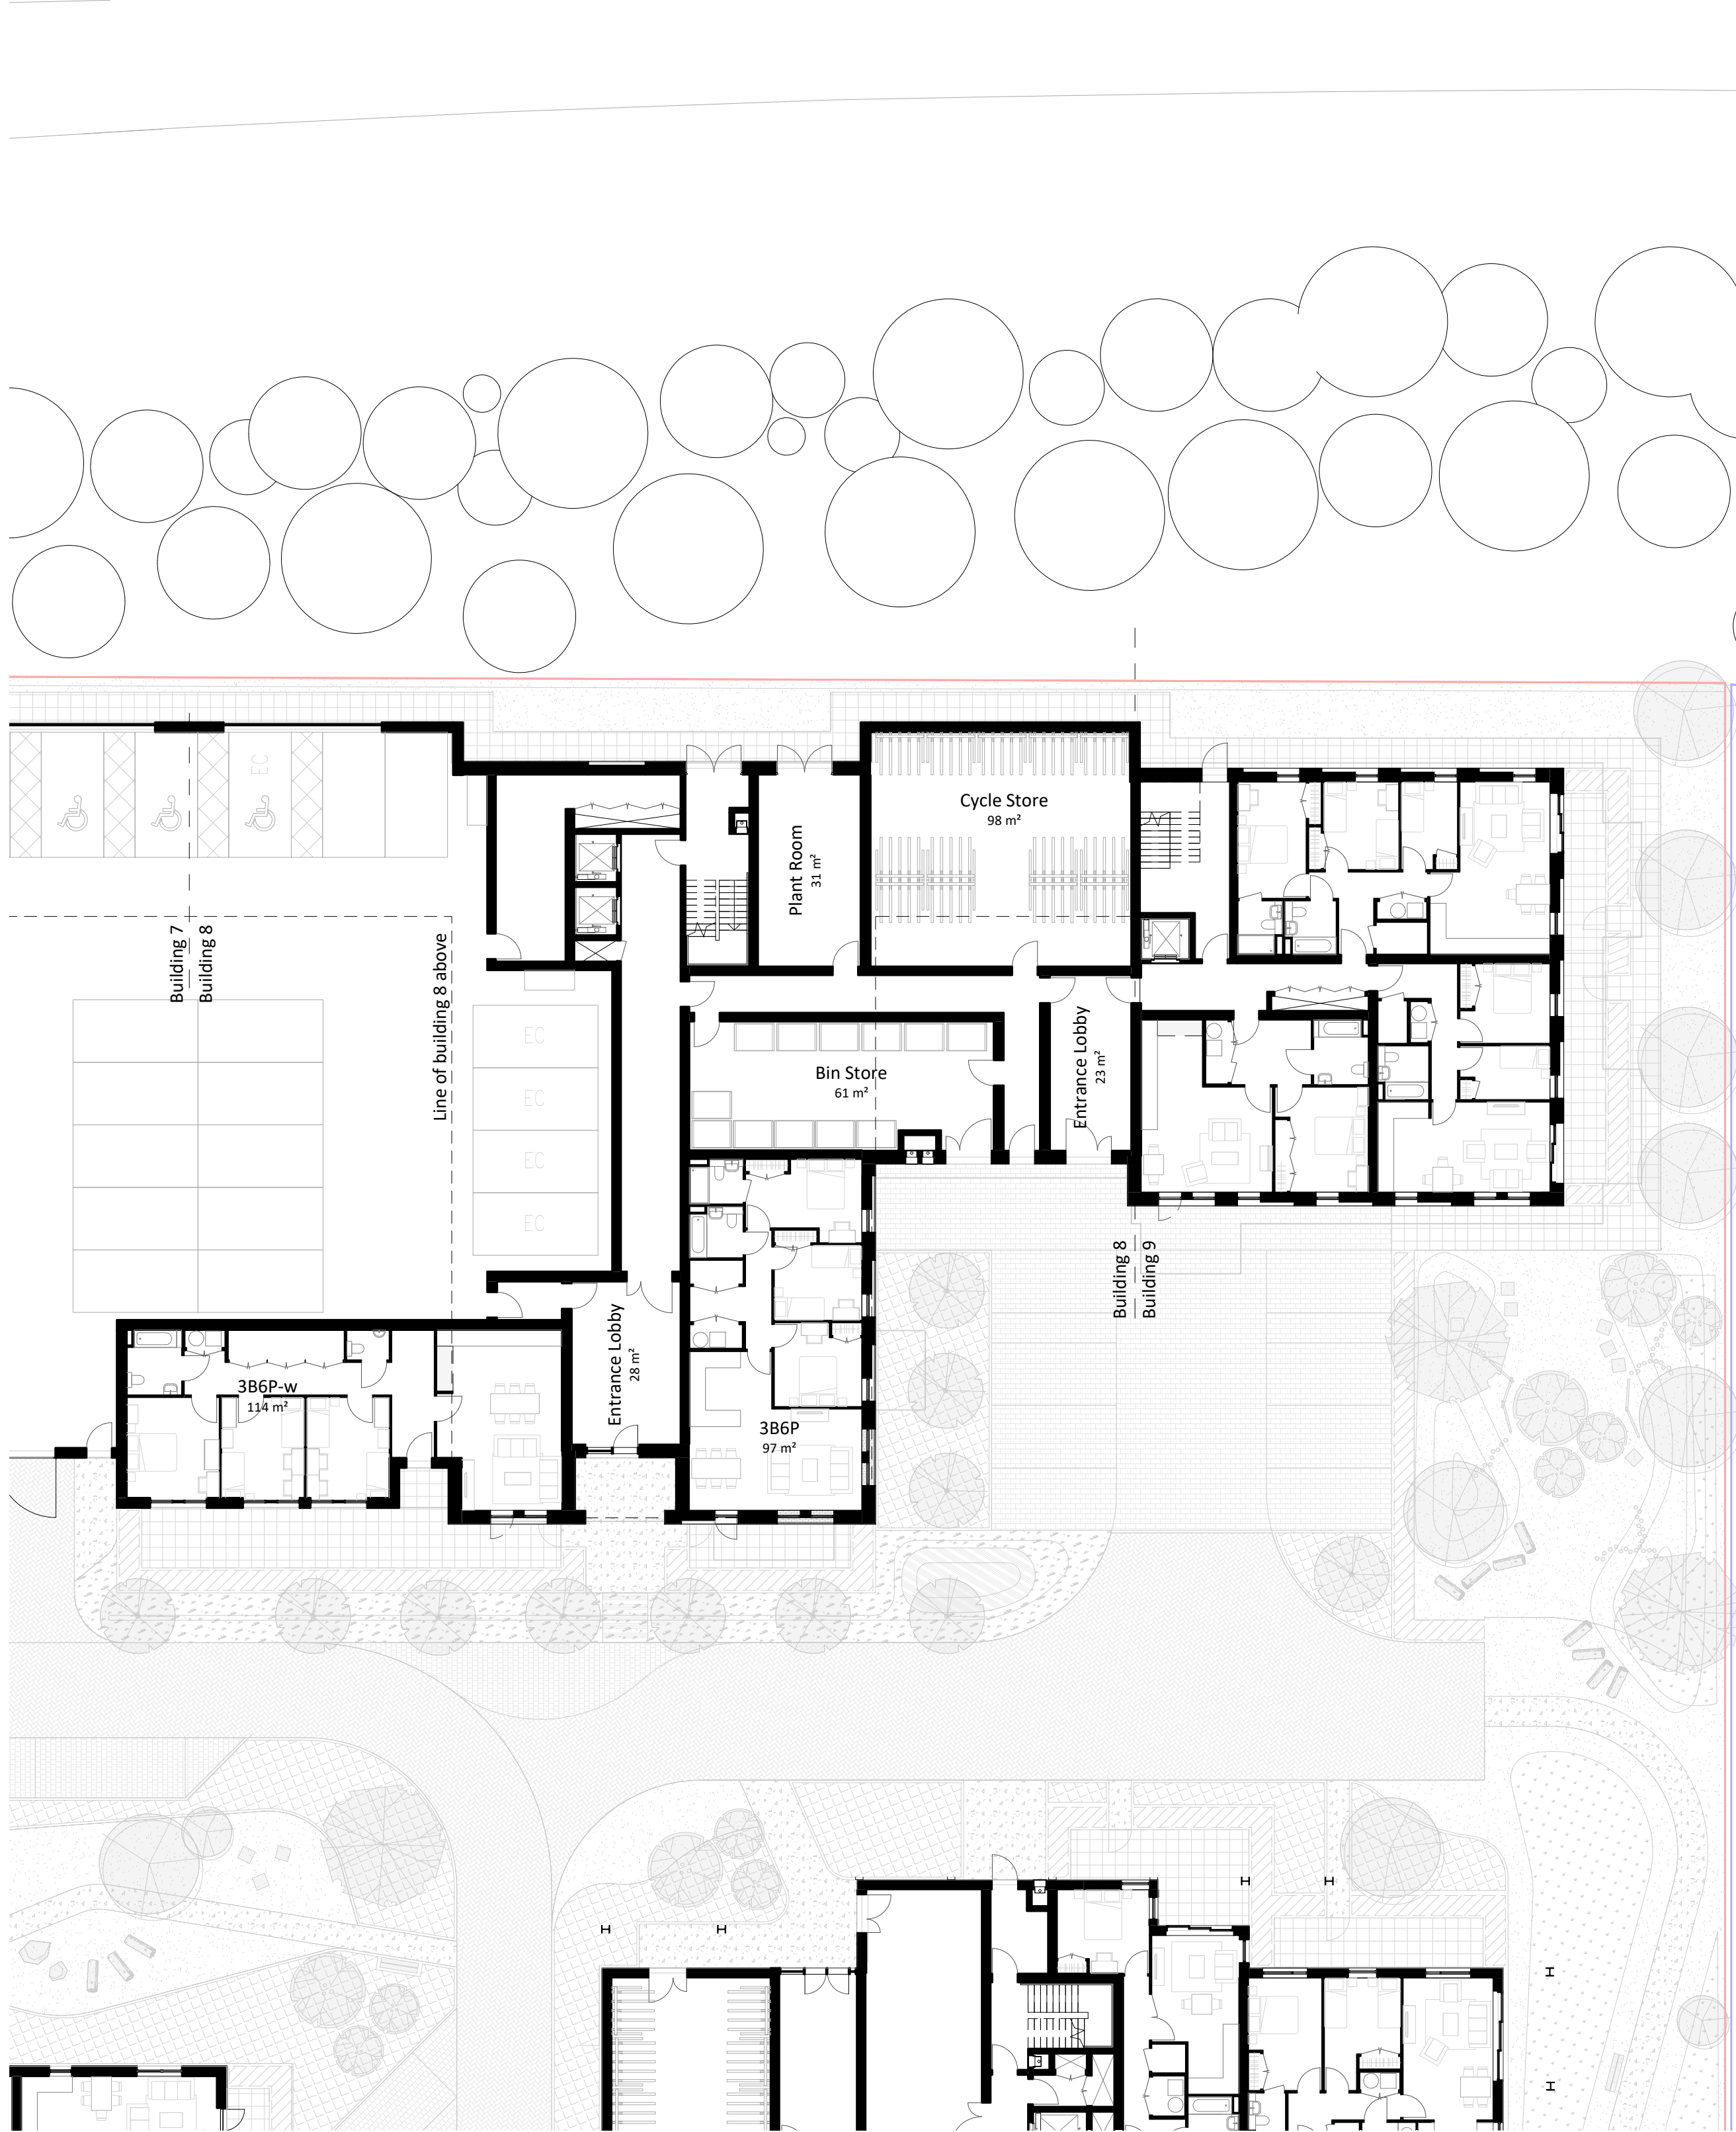 EC
Cycle Store
98 m²
Plant Room
31 m²
Building 7
Building 8
Line of building 8 above
EC
EC
EC
EC
Bin Store
61 m²
Entrance Lobby
23 m²
Building 8
Building 9
Entrance Lobby
28 m²
3B6P-w
114 m²
3B6P
97 m²